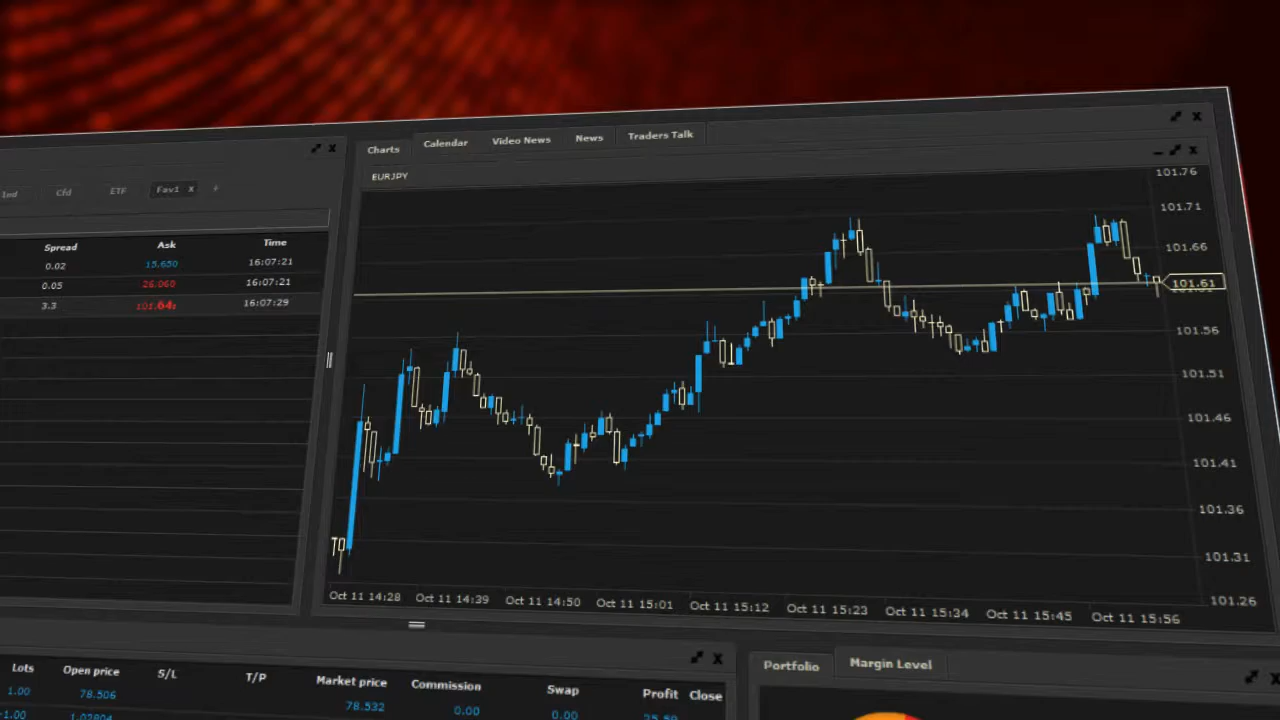 Charts Calendar Video News News Traders Talk
EURJPY
Ind Cfd ETF Fav1 x +
Spread Ask Time
0.02 15.650 16:07:21
0.05 26.060 16:07:21
3.3 101.64 16:07:29
101.76
101.71
101.66
101.61
101.56
101.51
101.46
101.41
101.36
101.31
101.26
Oct 11 14:28 Oct 11 14:39 Oct 11 14:50 Oct 11 15:01 Oct 11 15:12 Oct 11 15:23 Oct 11 15:34 Oct 11 15:45 Oct 11 15:56
Lots Open price S/L T/P Market price Commission Swap Profit Close
1.00 78.506 78.532 0.00 0.00
-1.00 1.02804
Portfolio Margin Level